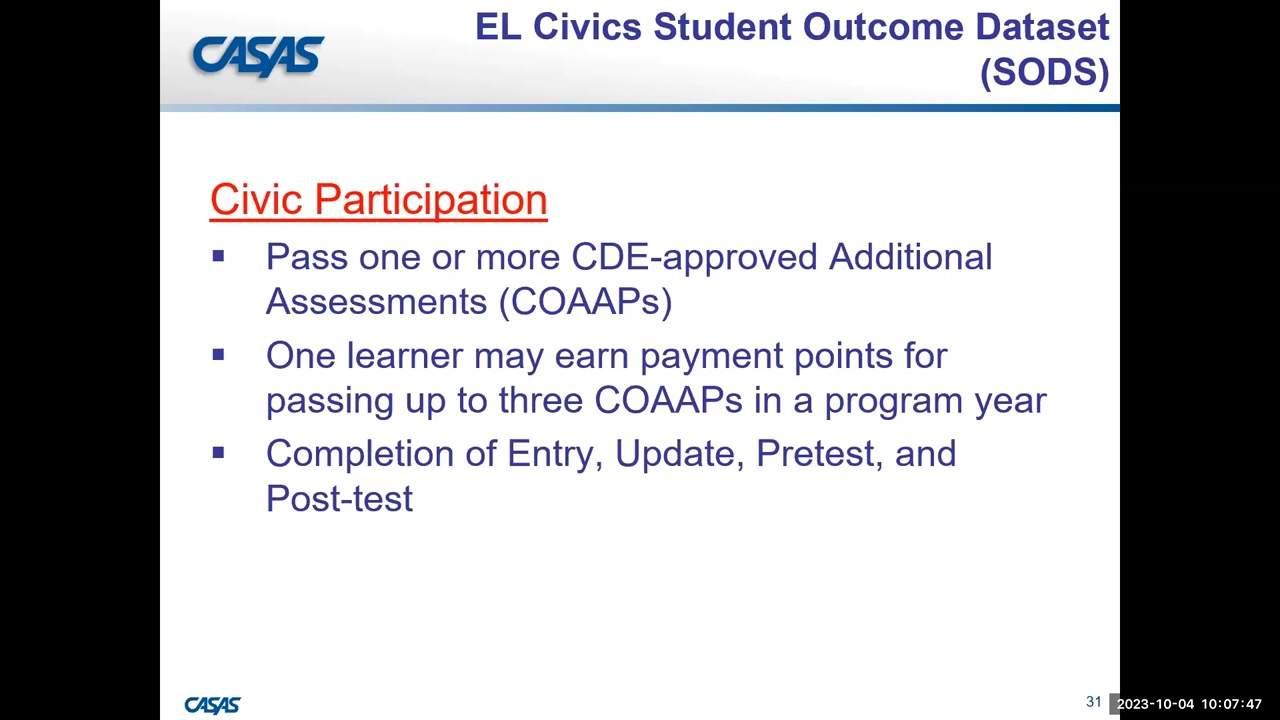 CASAS
EL Civics Student Outcome Dataset
(SODS)
Civic Participation
▪ Pass one or more CDE-approved Additional
Assessments (COAAPs)
▪ One learner may earn payment points for
passing up to three COAAPs in a program year
▪ Completion of Entry, Update, Pretest, and
Post-test
CASAS
31
2023-10-04 10:07:47